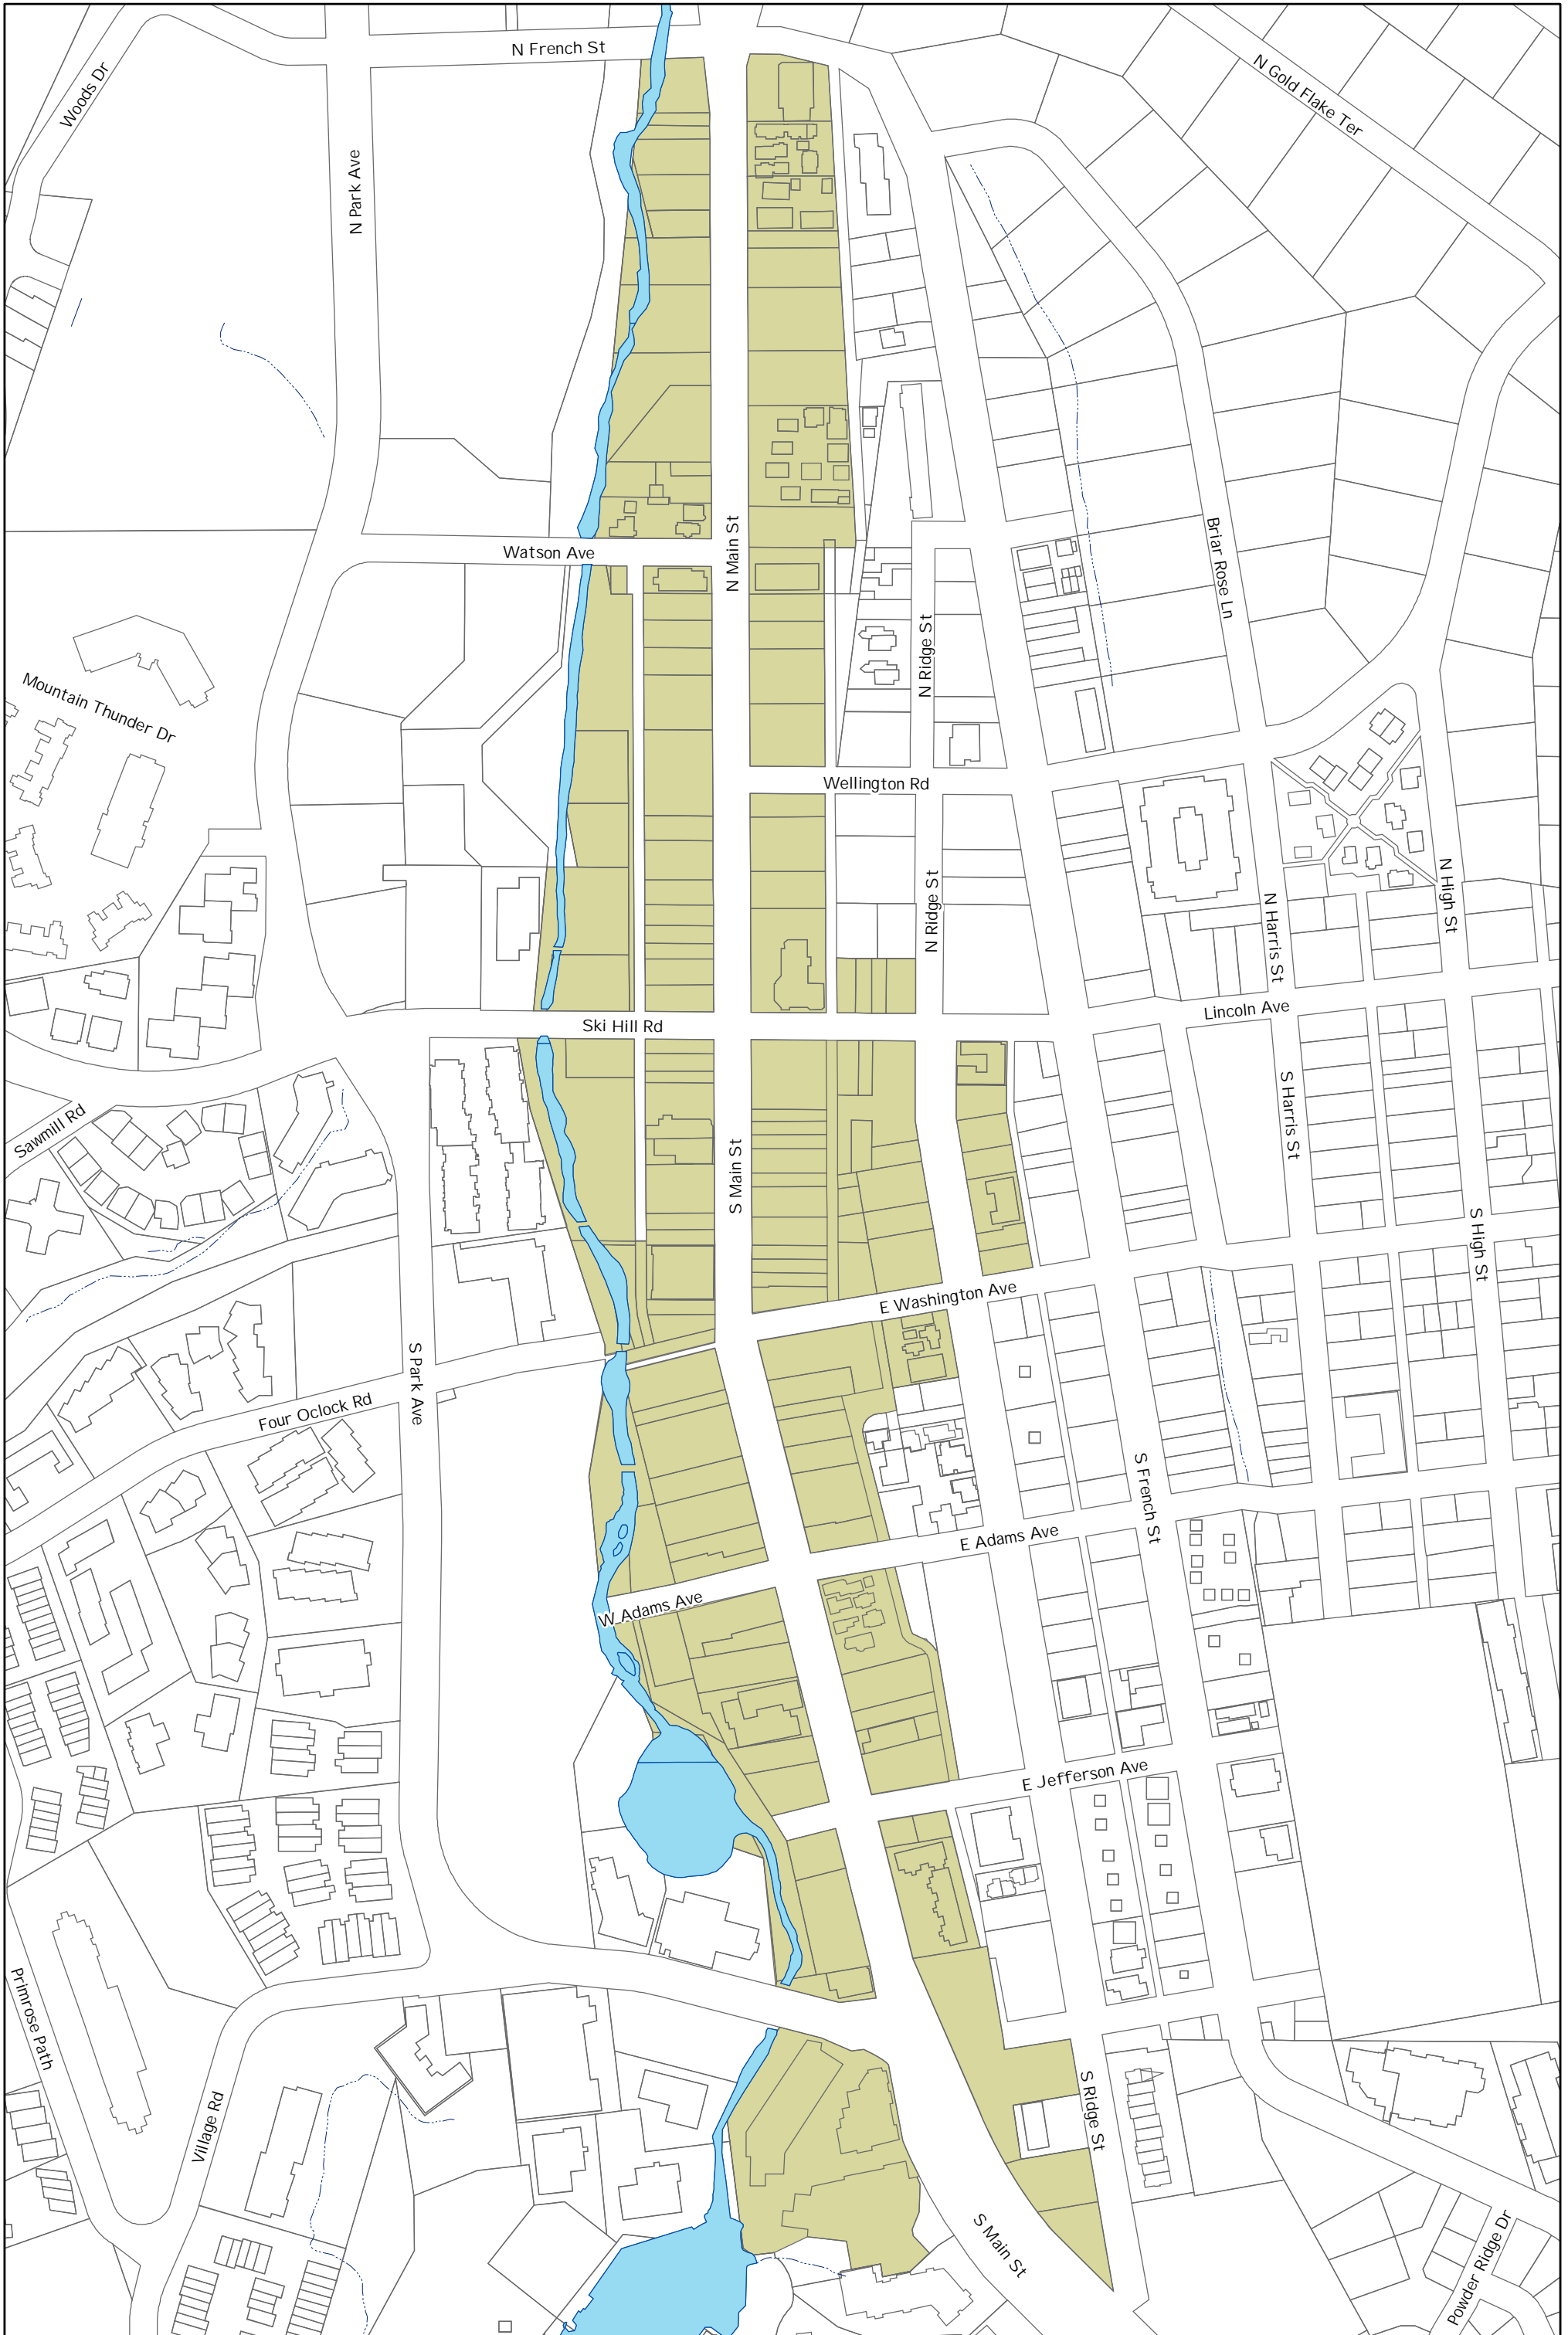 N French St
Woods Dr
N Gold Flake Ter
N Park Ave
N Main St
Watson Ave
Briar Rose Ln
N Ridge St
Mountain Thunder Dr
Wellington Rd
N High St
N Ridge St
N Harris St
Lincoln Ave
Ski Hill Rd
S Harris St
Sawmill Rd
S Main St
S High St
E Washington Ave
S Park Ave
Four Oclock Rd
S French St
E Adams Ave
W Adams Ave
E Jefferson Ave
Primrose Path
S Ridge St
Village Rd
S Main St
Powder Ridge Dr